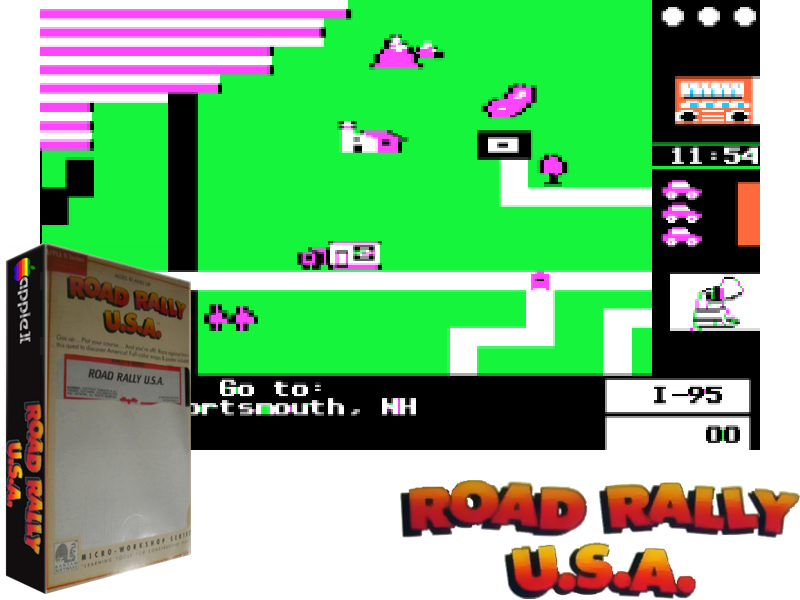 11:54
Go to:
ortsmouth, NH
I-95
00
apple II
ROAD RALLY
U.S.A.
ROAD RALLY
U.S.A.
ROAD RALLY U.S.A.
MICRO-WORKSHOP SERIES
ROAD RALLY
U.S.A.